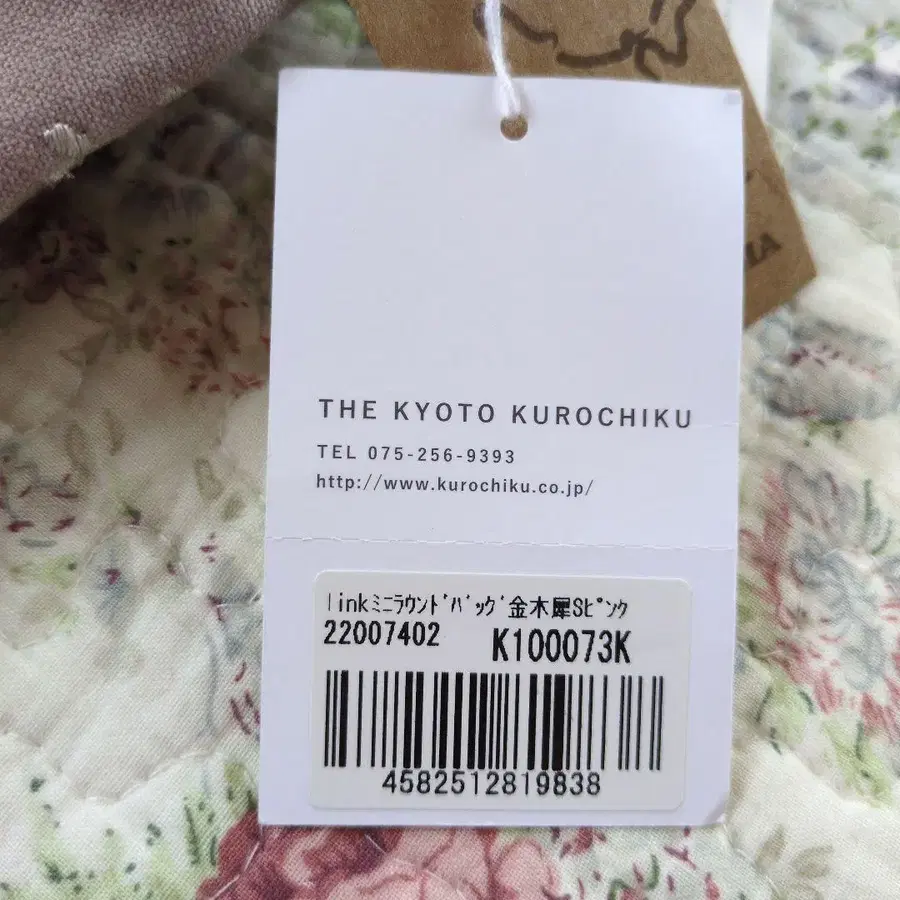 THE KYOTO KUROCHIKU
TEL 075-256-9393
http://www.kurochiku.co.jp/
linkﾐﾆﾗｳﾝﾄﾞﾊﾞｯｸﾞ金木犀Sﾋﾟﾝｸ
22007402 K100073K
4582512819838